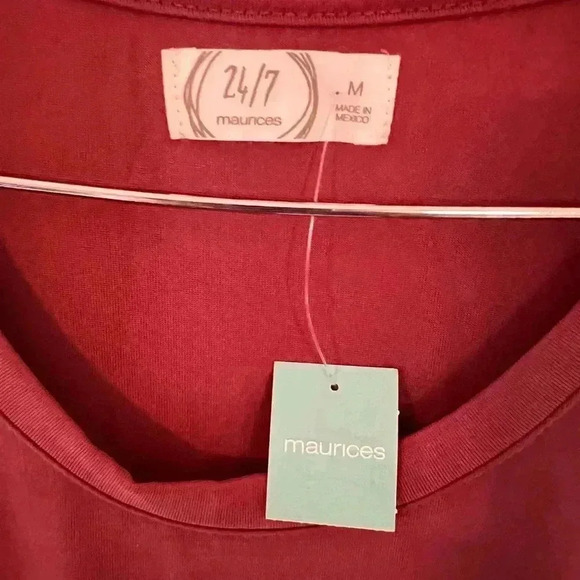 24/7
maurices
. M
MADE IN
MEXICO
maurices